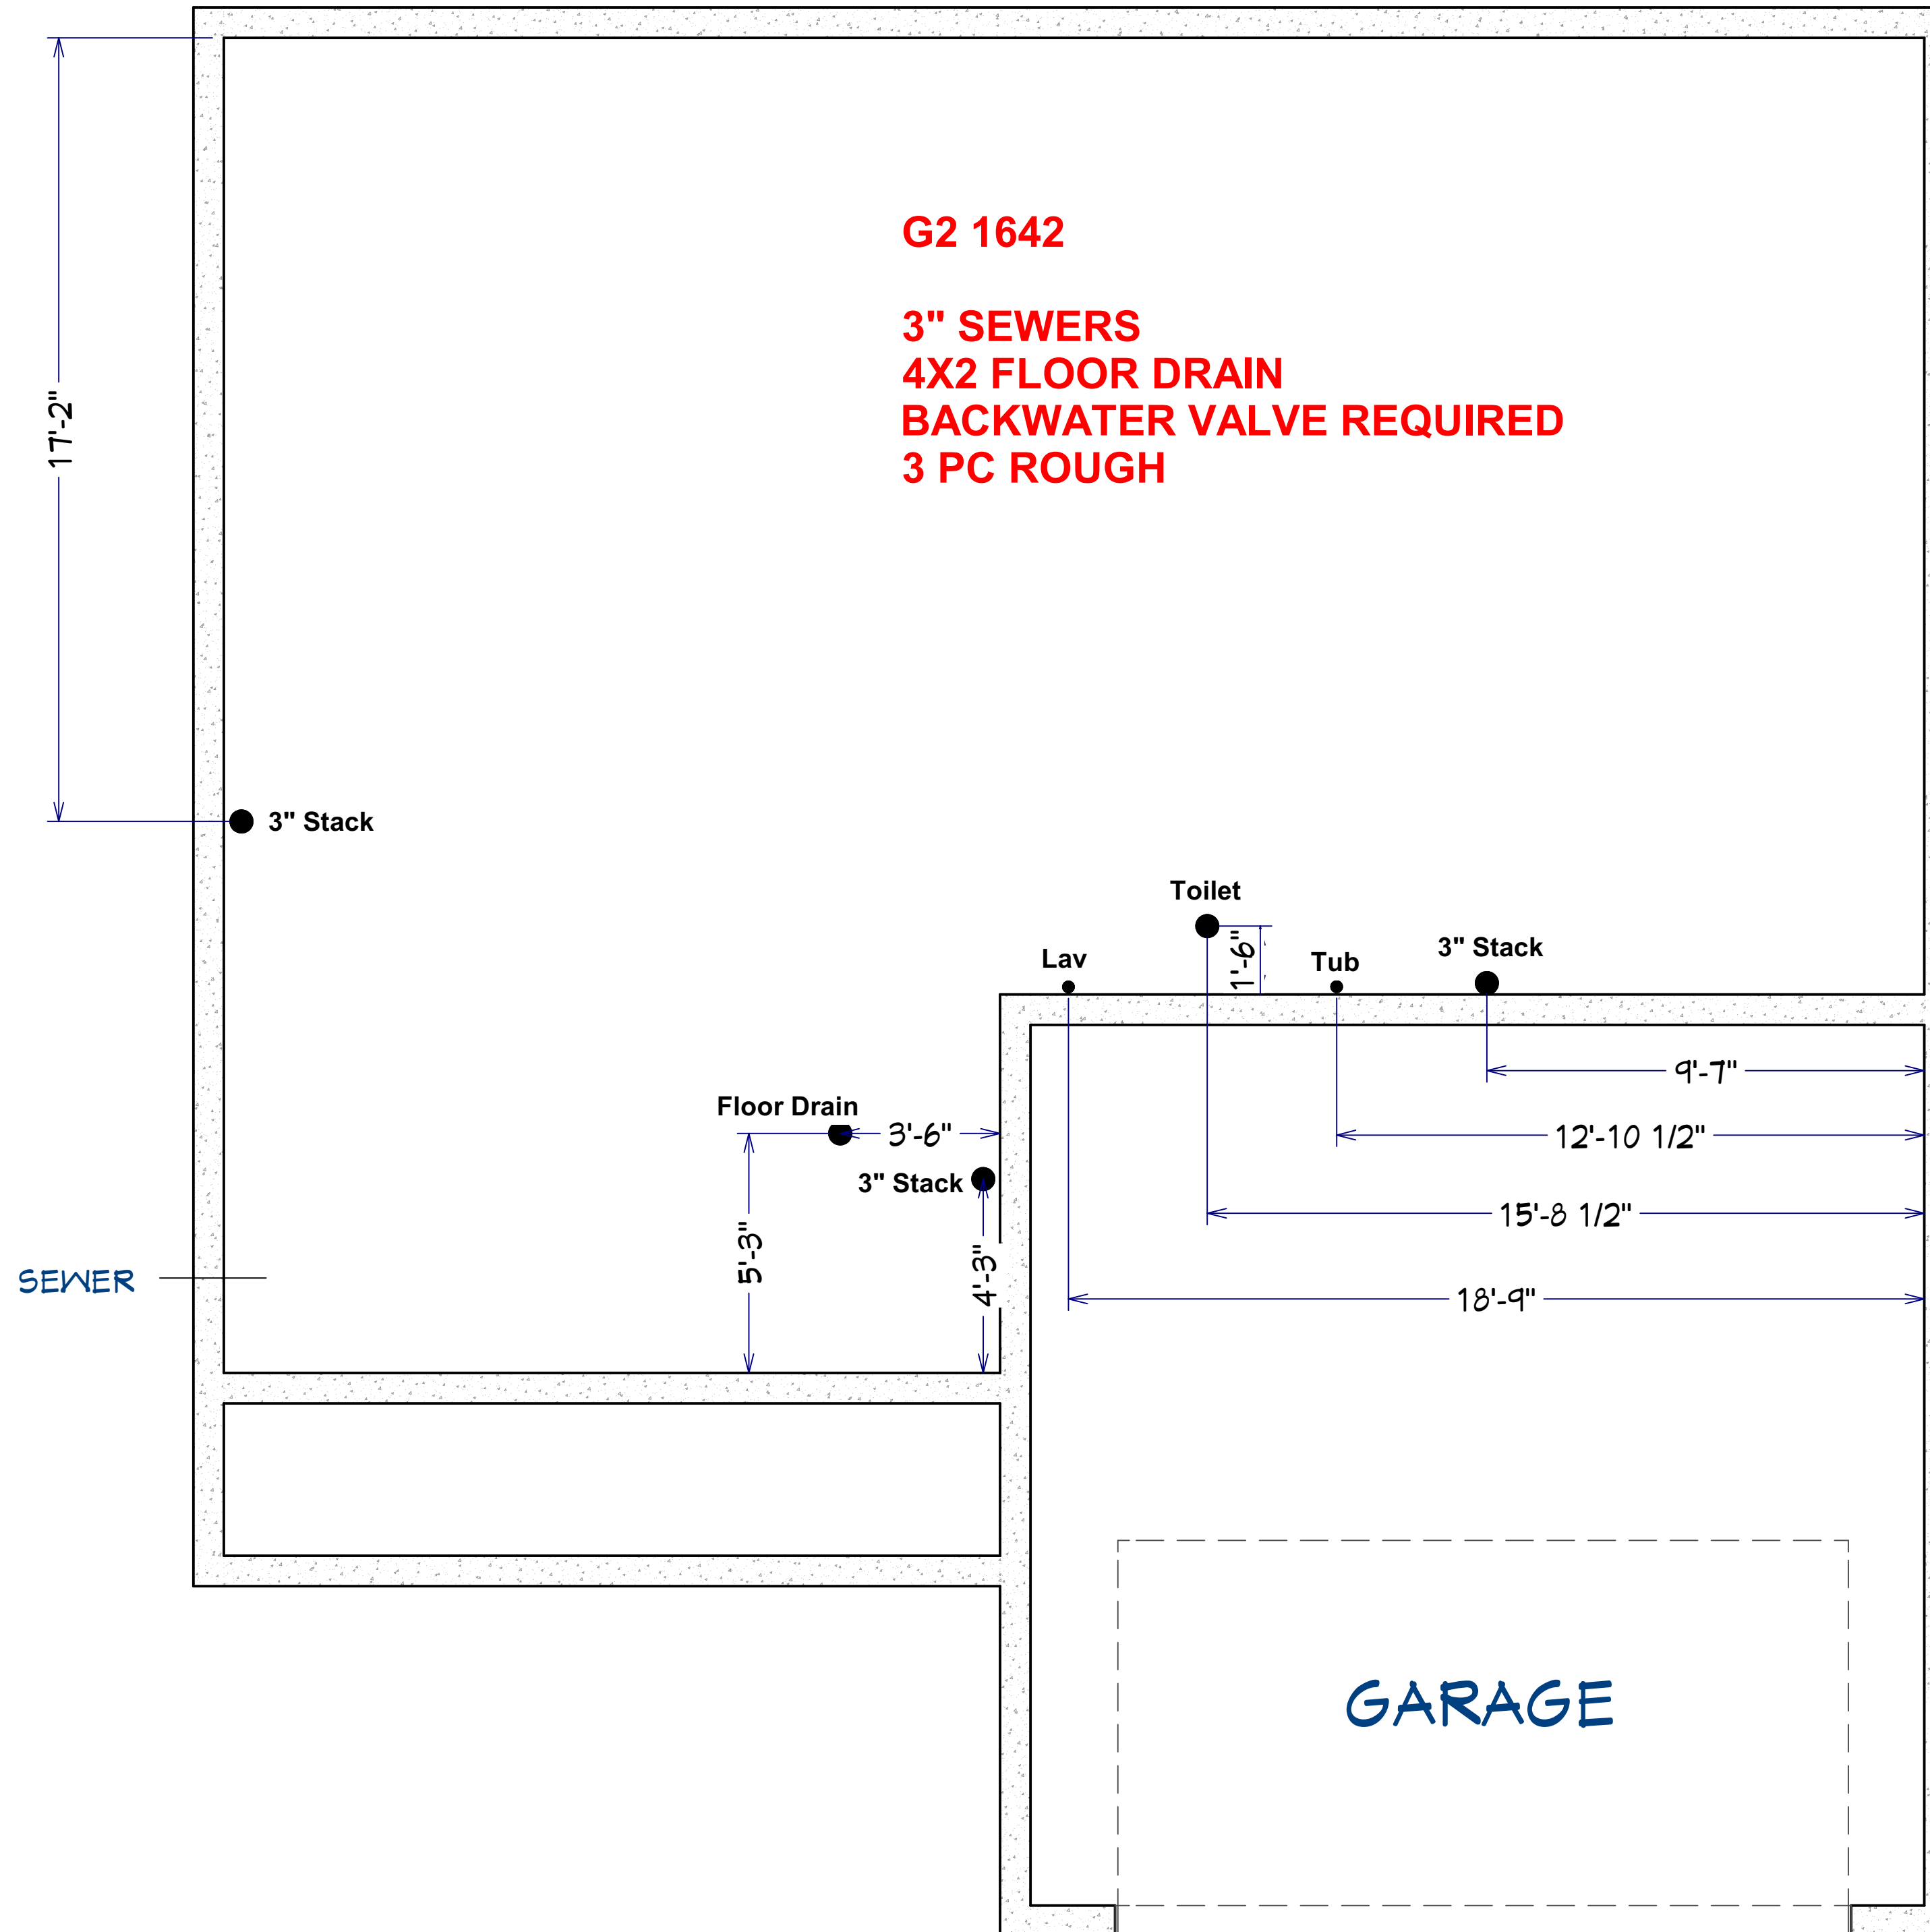 G2 1642
3" SEWERS
4X2 FLOOR DRAIN
BACKWATER VALVE REQUIRED
3 PC ROUGH
17'-2"
3" Stack
Toilet
1'-6"
Lav
Tub
3" Stack
9'-7"
Floor Drain
3'-6"
12'-10 1/2"
3" Stack
15'-8 1/2"
5'-3"
4'-3"
SEWER
18'-9"
GARAGE